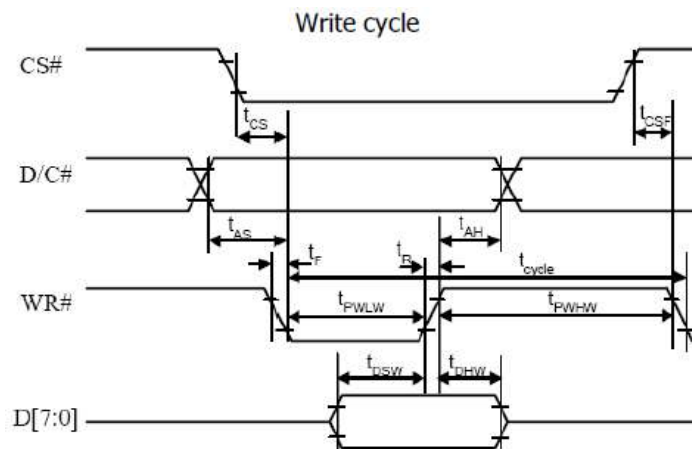 Write cycle
CS#
tCS
tCSF
D/C#
tAS
tAH
tF
tR
tcycle
WR#
tPWLW
tPWHW
tDSW
tDHW
D[7:0]